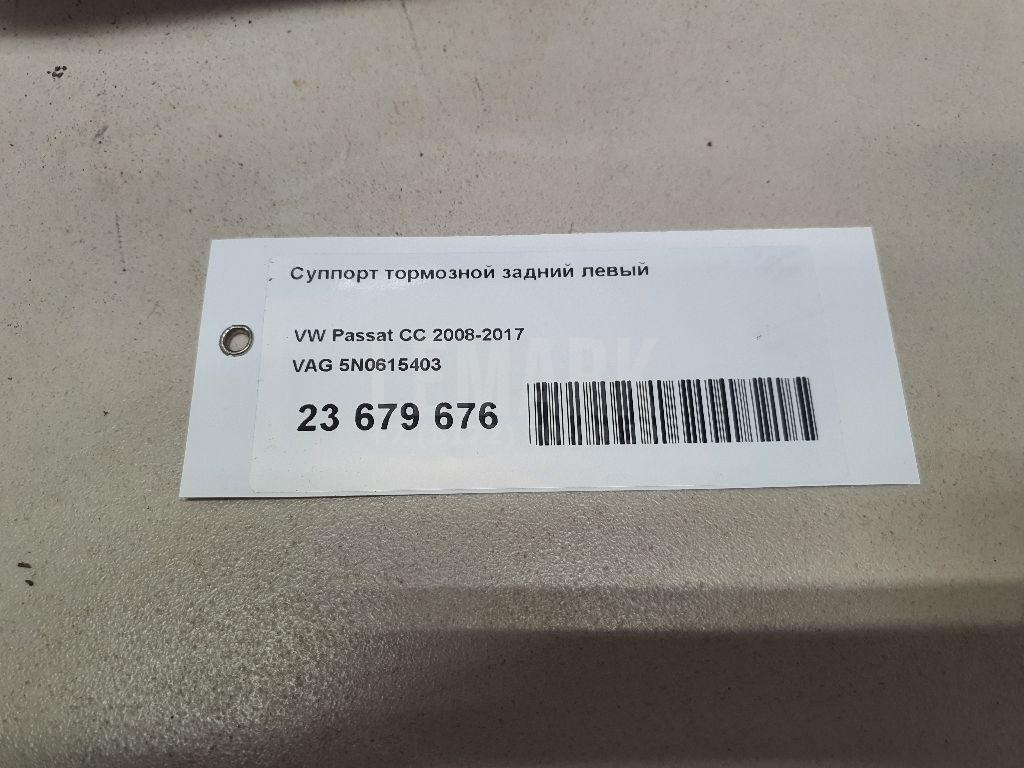 Суппорт тормозной задний левый
VW Passat CC 2008-2017
VAG 5N0615403
23 679 676